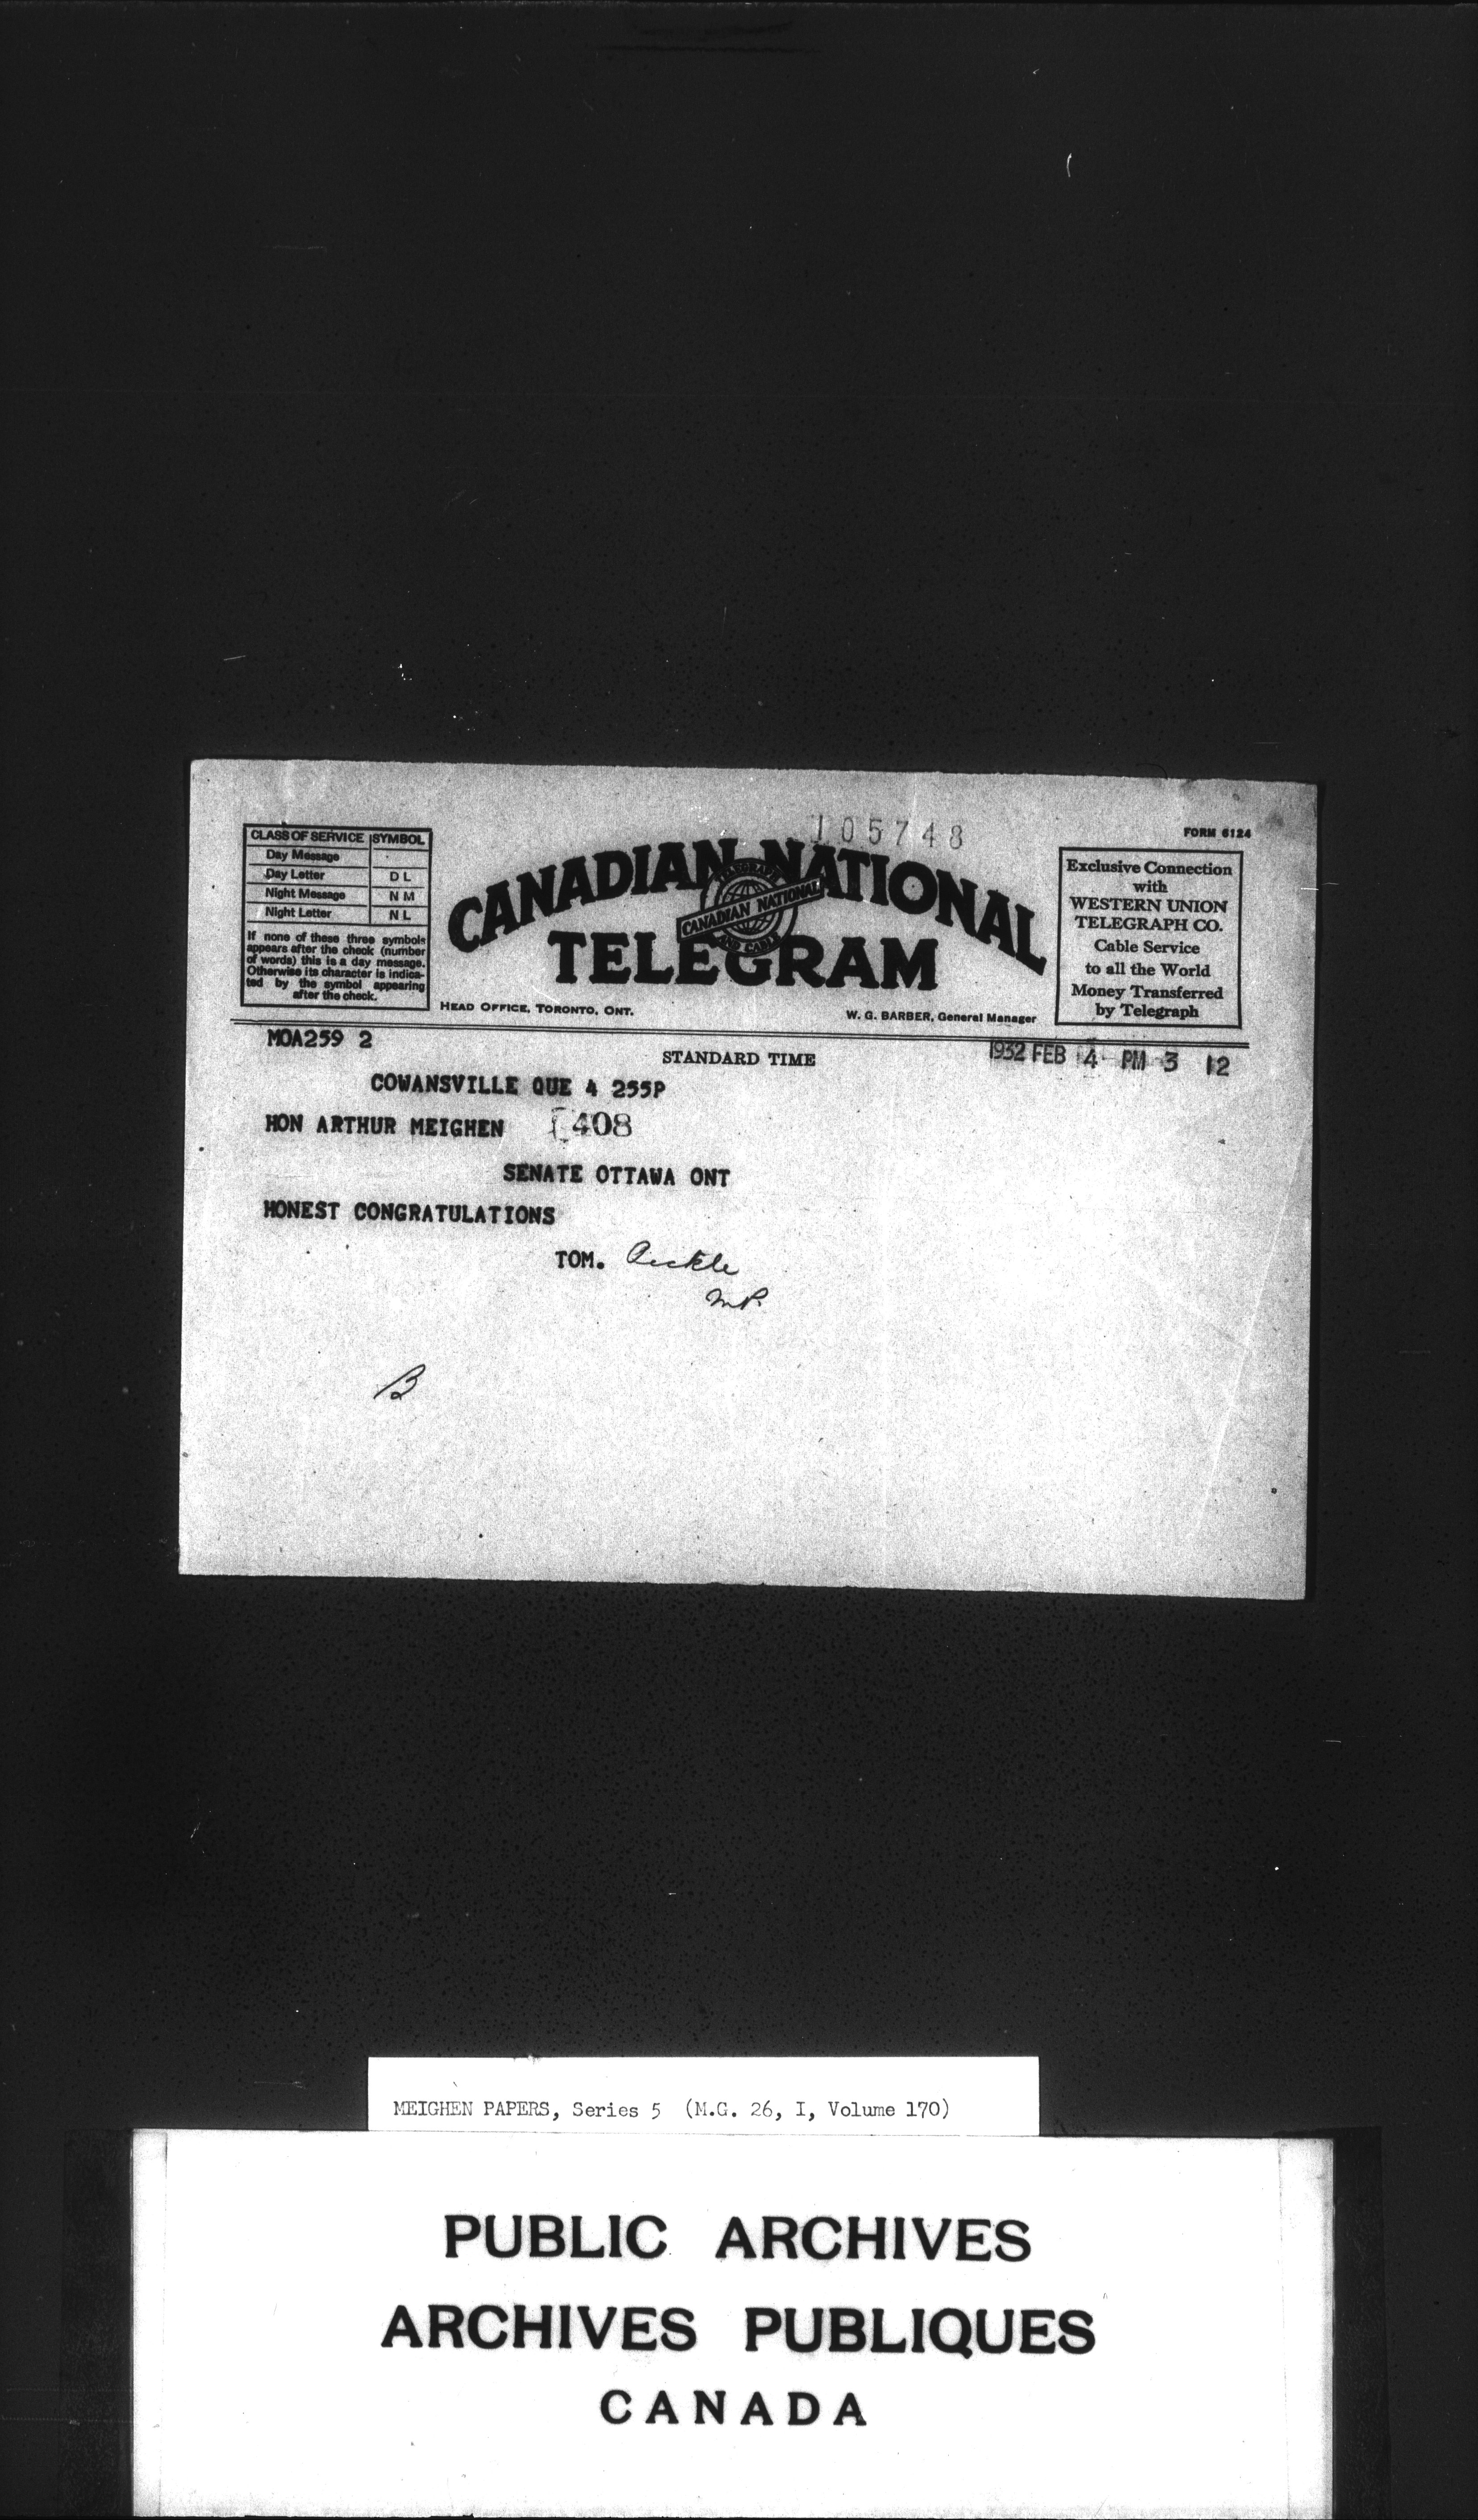 105748
FORM 6124
CLASS OF SERVICE SYMBOL
Day Message
Day Letter D L
Night Message N M
Night Letter N L
If none of these three symbols
appears after the check (number
of words) this is a day message.
Otherwise its character is indica-
ted by the symbol appearing
after the check.
CANADIAN NATIONAL
TELEGRAM
TELEGRAPH
CANADIAN NATIONAL
AND CABLE
HEAD OFFICE, TORONTO, ONT.
W. G. BARBER, General Manager
Exclusive Connection
with
WESTERN UNION
TELEGRAPH CO.
Cable Service
to all the World
Money Transferred
by Telegraph
MOA259 2
STANDARD TIME
1932 FEB 4 PM 3 12
COWANSVILLE QUE 4 255P
HON ARTHUR MEIGHEN 408
SENATE OTTAWA ONT
HONEST CONGRATULATIONS
TOM. Pickle
MP.
B
MEIGHEN PAPERS, Series 5 (M.G. 26, I, Volume 170)
PUBLIC ARCHIVES
ARCHIVES PUBLIQUES
CANADA